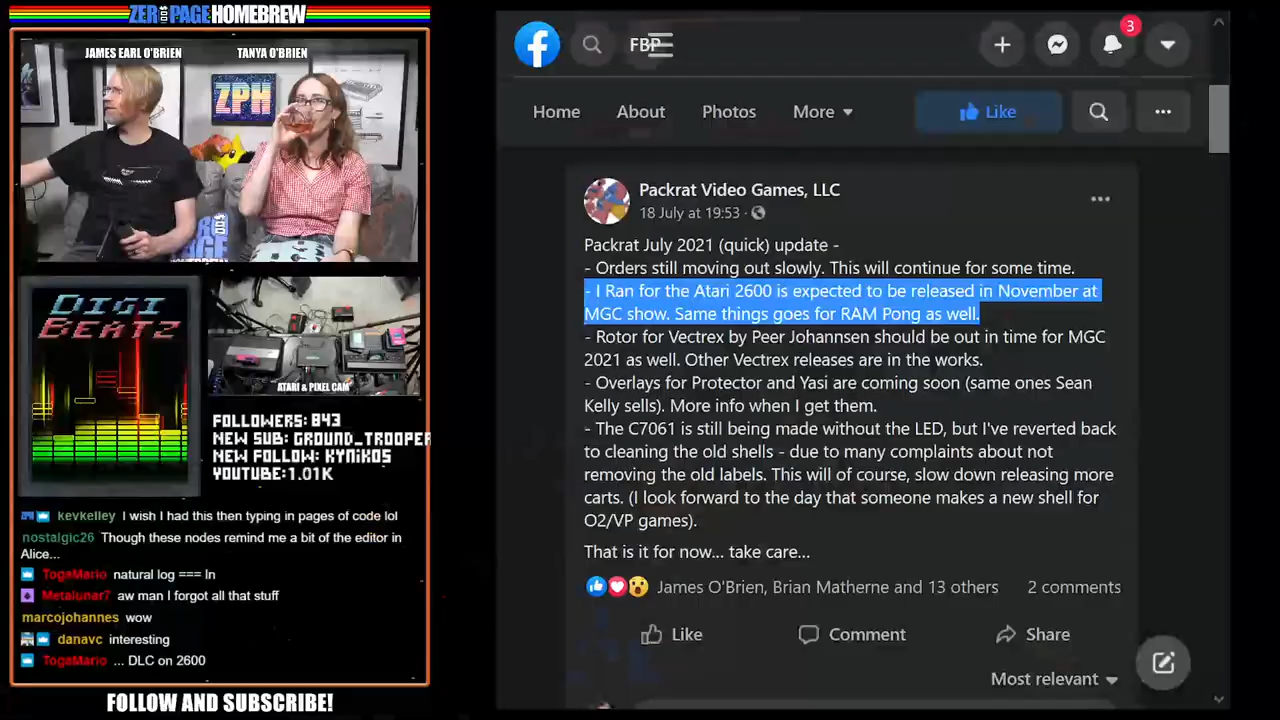 ZER PAGE HOMEBREW
JAMES EARL O'BRIEN
TANYA O'BRIEN
ZPH
DIGI
BEATZ
ATARI & PIXEL CAM
FOLLOWERS: 843
NEW SUB: GROUND_TROOPER
NEW FOLLOW: KYNIKOS
YOUTUBE:1.01K
kevkelley I wish I had this then typing in pages of code lol
nostalgic26 Though these nodes remind me a bit of the editor in
Alice...
TogaMario natural log === ln
Metalunar7 aw man I forgot all that stuff
marcojohannes wow
danavc interesting
TogaMario ... DLC on 2600
FOLLOW AND SUBSCRIBE!
FBP
3
Home About Photos More Like
Packrat Video Games, LLC
18 July at 19:53 ·
Packrat July 2021 (quick) update -
- Orders still moving out slowly. This will continue for some time.
- I Ran for the Atari 2600 is expected to be released in November at
MGC show. Same things goes for RAM Pong as well.
- Rotor for Vectrex by Peer Johannsen should be out in time for MGC
2021 as well. Other Vectrex releases are in the works.
- Overlays for Protector and Yasi are coming soon (same ones Sean
Kelly sells). More info when I get them.
- The C7061 is still being made without the LED, but I've reverted back
to cleaning the old shells - due to many complaints about not
removing the old labels. This will of course, slow down releasing more
carts. (I look forward to the day that someone makes a new shell for
O2/VP games).
That is it for now... take care...
James O'Brien, Brian Matherne and 13 others 2 comments
Like Comment Share
Most relevant